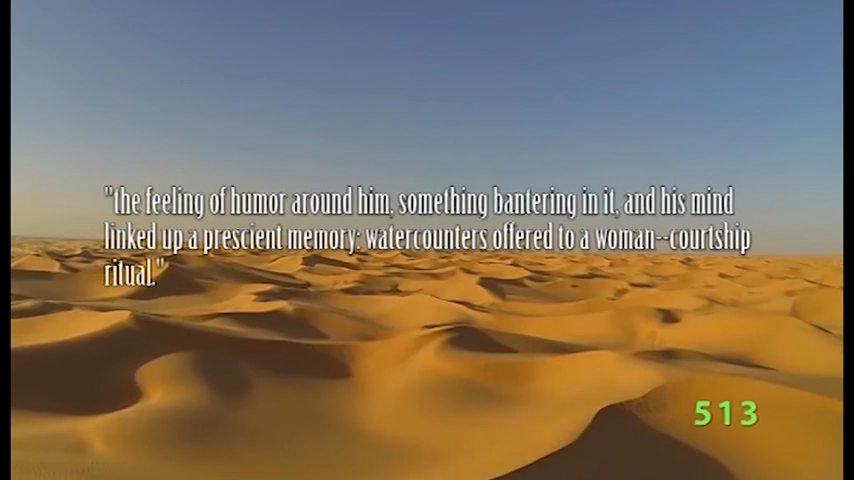 "the feeling of humor around him, something bantering in it, and his mind
linked up a prescient memory: watercounters offered to a woman--courtship
ritual."
513